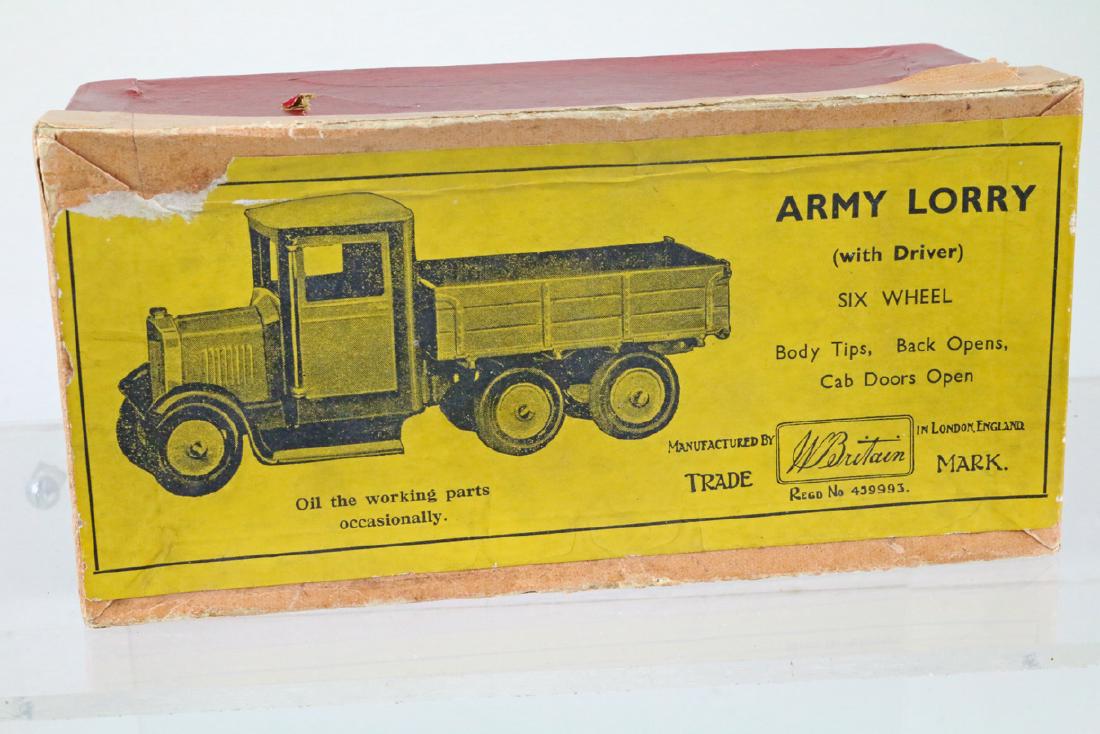 ARMY LORRY
(with Driver)
SIX WHEEL
Body Tips, Back Opens,
Cab Doors Open
MANUFACTURED BY W Britain IN LONDON, ENGLAND
TRADE MARK.
REGD No 459993.
Oil the working parts
occasionally.